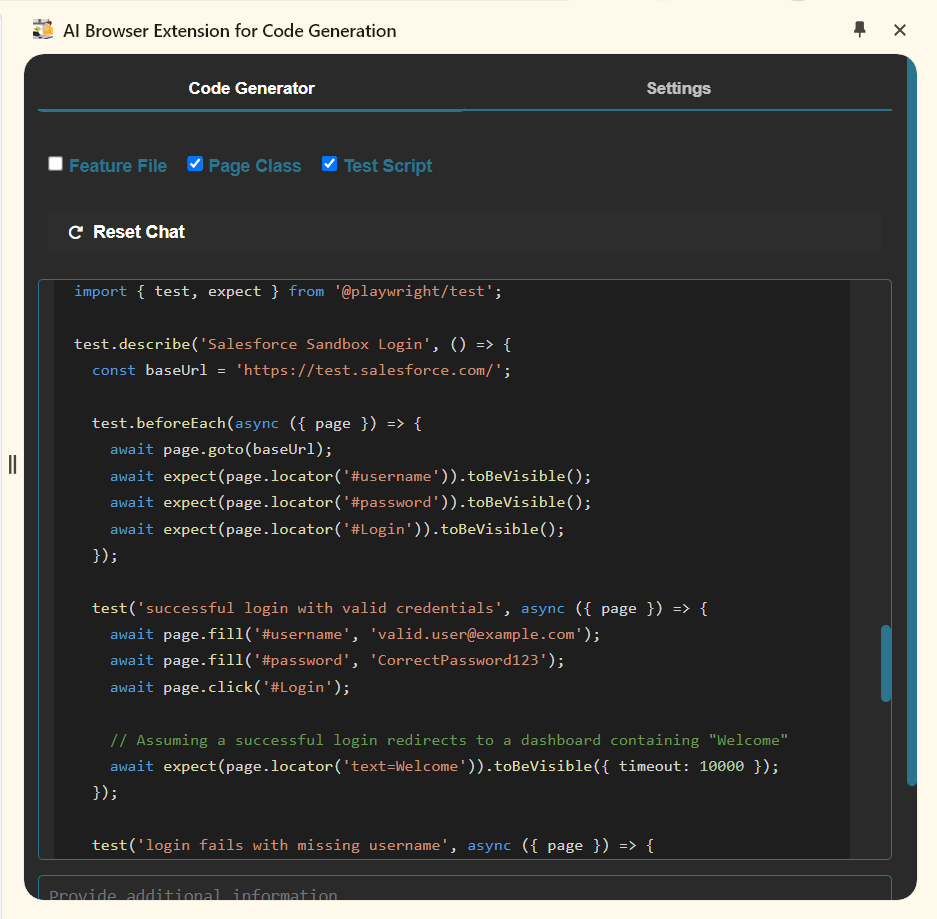 AI Browser Extension for Code Generation
Code Generator
Settings
Feature File
Page Class
Test Script
Reset Chat
import { test, expect } from '@playwright/test';
test.describe('Salesforce Sandbox Login', () => {
  const baseUrl = 'https://test.salesforce.com/';
  test.beforeEach(async ({ page }) => {
    await page.goto(baseUrl);
    await expect(page.locator('#username')).toBeVisible();
    await expect(page.locator('#password')).toBeVisible();
    await expect(page.locator('#Login')).toBeVisible();
  });
  test('successful login with valid credentials', async ({ page }) => {
    await page.fill('#username', 'valid.user@example.com');
    await page.fill('#password', 'CorrectPassword123');
    await page.click('#Login');
    // Assuming a successful login redirects to a dashboard containing "Welcome"
    await expect(page.locator('text=Welcome')).toBeVisible({ timeout: 10000 });
  });
  test('login fails with missing username', async ({ page }) => {
Provide additional information